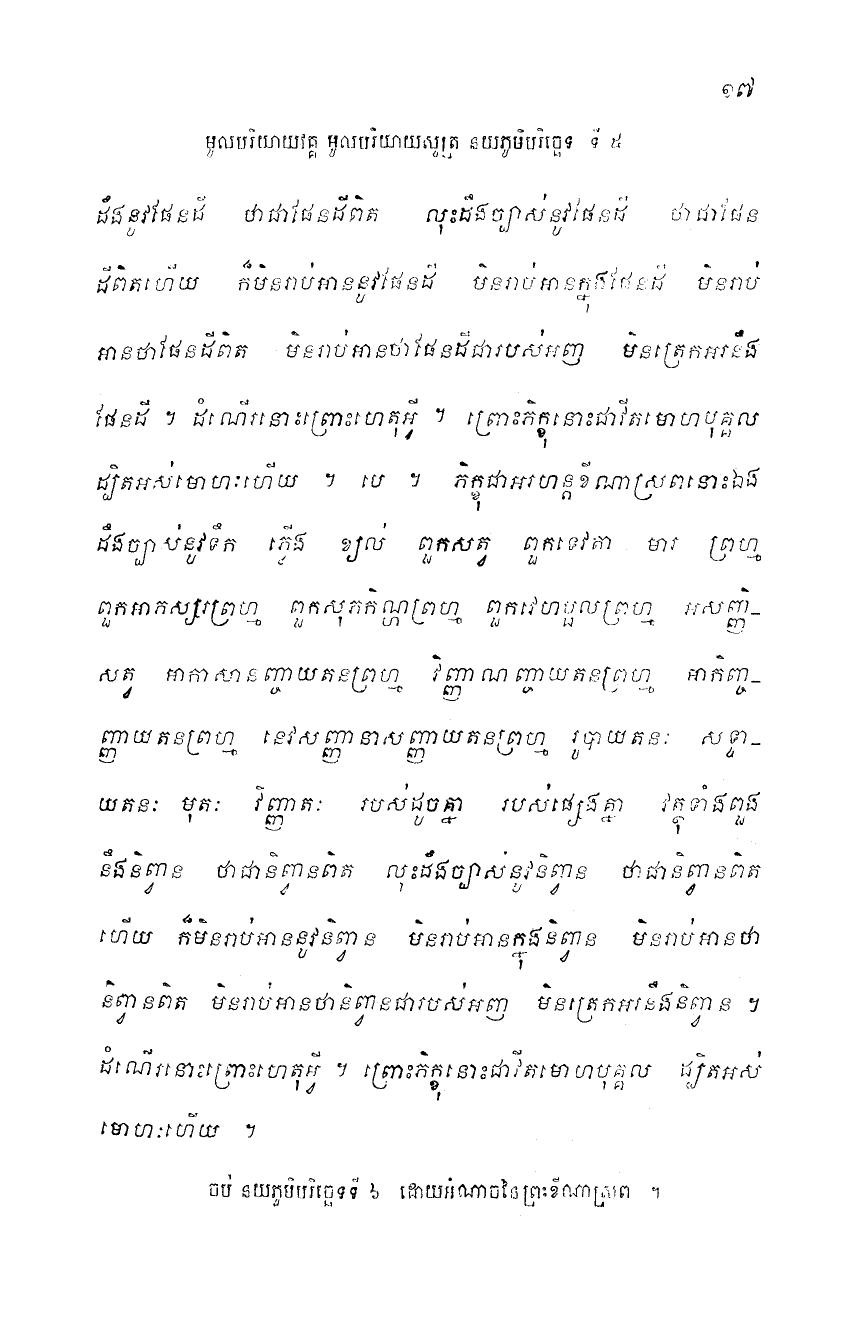 ១៧
មូលបរិយាយវគ្គ មូលបរិយាយសូត្រ នយភូមិបរិច្ឆេទ ទី ៥
ដឹងនូវផែនដី ថាជាផែនដីពិត លុះដឹងច្បាស់នូវផែនដី ថាជាផែន
ដីពិតហើយ ក៏មិនរាប់អាននូវផែនដី មិនរាប់អានក្នុងផែនដី មិនរាប់
អានថាផែនដីពិត មិនរាប់អានថាផែនដីជារបស់អញ មិនត្រេកអរនឹង
ផែនដី ។ ដំណើរនោះព្រោះហេតុអ្វី ។ ព្រោះភិក្ខុនោះជាវីតមោហបុគ្គល
ដ្បិតអស់មោហៈហើយ ។ បេ ។ ភិក្ខុជាអរហន្តខីណាស្រពនោះឯង
ដឹងច្បាស់នូវទឹក ភ្លើង ខ្យល់ ពួកសត្វ ពួកទេវតា មារ ព្រហ្ម
ពួកអាភស្សរព្រហ្ម ពួកសុភកិណ្ហព្រហ្ម ពួកវេហប្ផលព្រហ្ម អសញ្ញិ-
សត្វ អាកាសានញ្ចាយតនព្រហ្ម វិញ្ញាណញ្ចាយតនព្រហ្ម អាកិញ្ច-
ញ្ញាយតនព្រហ្ម នេវសញ្ញានាសញ្ញាយតនព្រហ្ម រូបាយតនៈ សទ្ទា-
យតនៈ មុតៈ វិញ្ញាតៈ របស់ដូចគ្នា របស់ផ្សេងគ្នា វត្ថុទាំងពួង
នឹងនិព្វាន ថាជានិព្វានពិត លុះដឹងច្បាស់នូវនិព្វាន ថាជានិព្វានពិត
ហើយ ក៏មិនរាប់អាននូវនិព្វាន មិនរាប់អានក្នុងនិព្វាន មិនរាប់អានថា
និព្វានពិត មិនរាប់អានថានិព្វានជារបស់អញ មិនត្រេកអរនឹងនិព្វាន ។
ដំណើរនោះព្រោះហេតុអ្វី ។ ព្រោះភិក្ខុនោះជាវីតមោហបុគ្គល ដ្បិតអស់
មោហៈហើយ ។
ចប់ នយភូមិបរិច្ឆេទទី ៦ ដោយអំណាចនៃព្រះខីណាស្រព ។